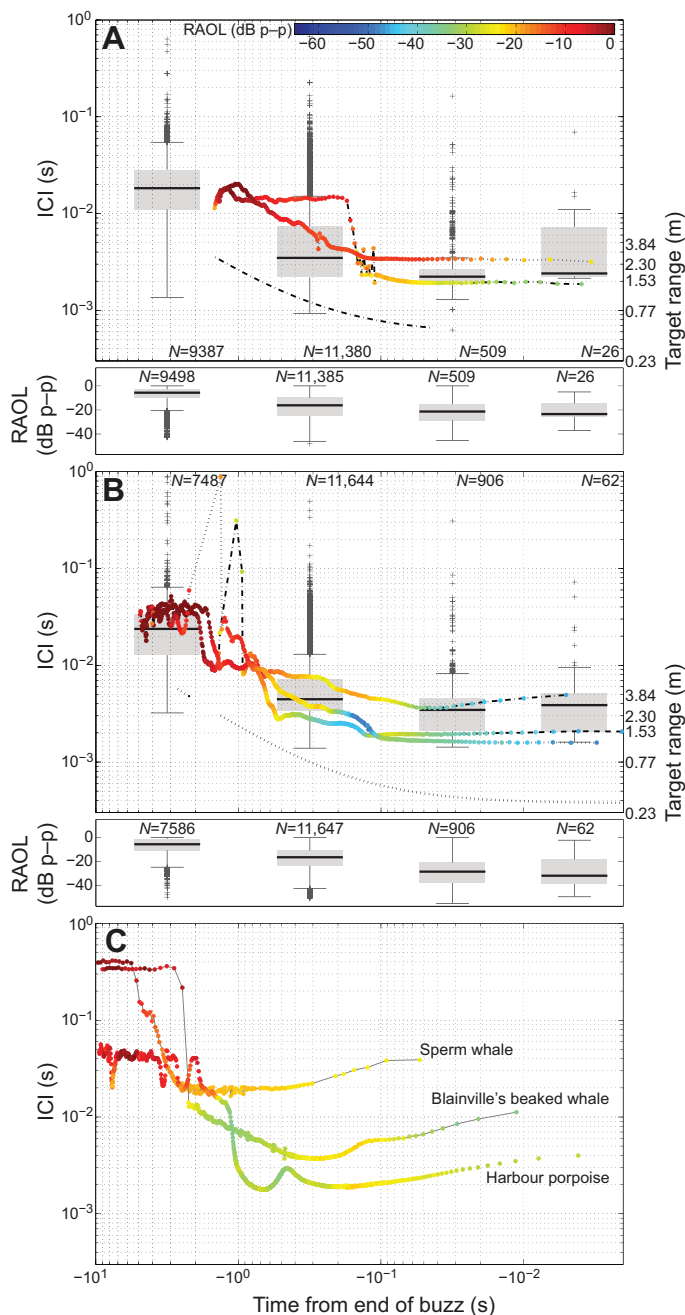 A
RAOL (dB p–p)
−60 −50 −40 −30 −20 −10 0
10⁰
10⁻¹
10⁻²
10⁻³
ICI (s)
3.84
2.30
1.53
0.77
0.23
Target range (m)
N=9387 N=11,380 N=509 N=26
N=9498 N=11,385 N=509 N=26
0
−20
−40
RAOL
(dB p–p)
B
N=7487 N=11,644 N=906 N=62
10⁰
10⁻¹
10⁻²
10⁻³
ICI (s)
3.84
2.30
1.53
0.77
0.23
Target range (m)
N=7586 N=11,647 N=906 N=62
0
−20
−40
RAOL
(dB p–p)
C
10⁰
10⁻¹
10⁻²
10⁻³
ICI (s)
Sperm whale
Blainville's beaked whale
Harbour porpoise
−10¹ −10⁰ −10⁻¹ −10⁻²
Time from end of buzz (s)